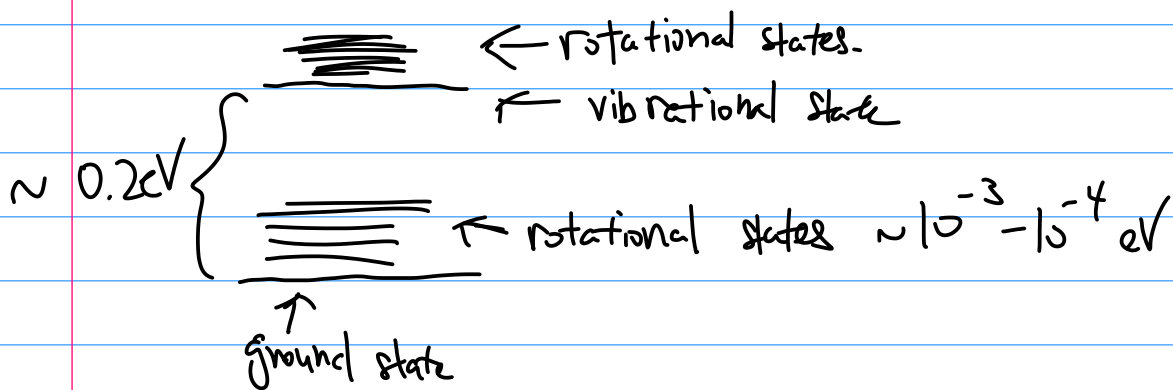 ← rotational states.
← vibrational state
~ 0.2eV
← rotational states ~10⁻³ - 10⁻⁴ eV
ground state